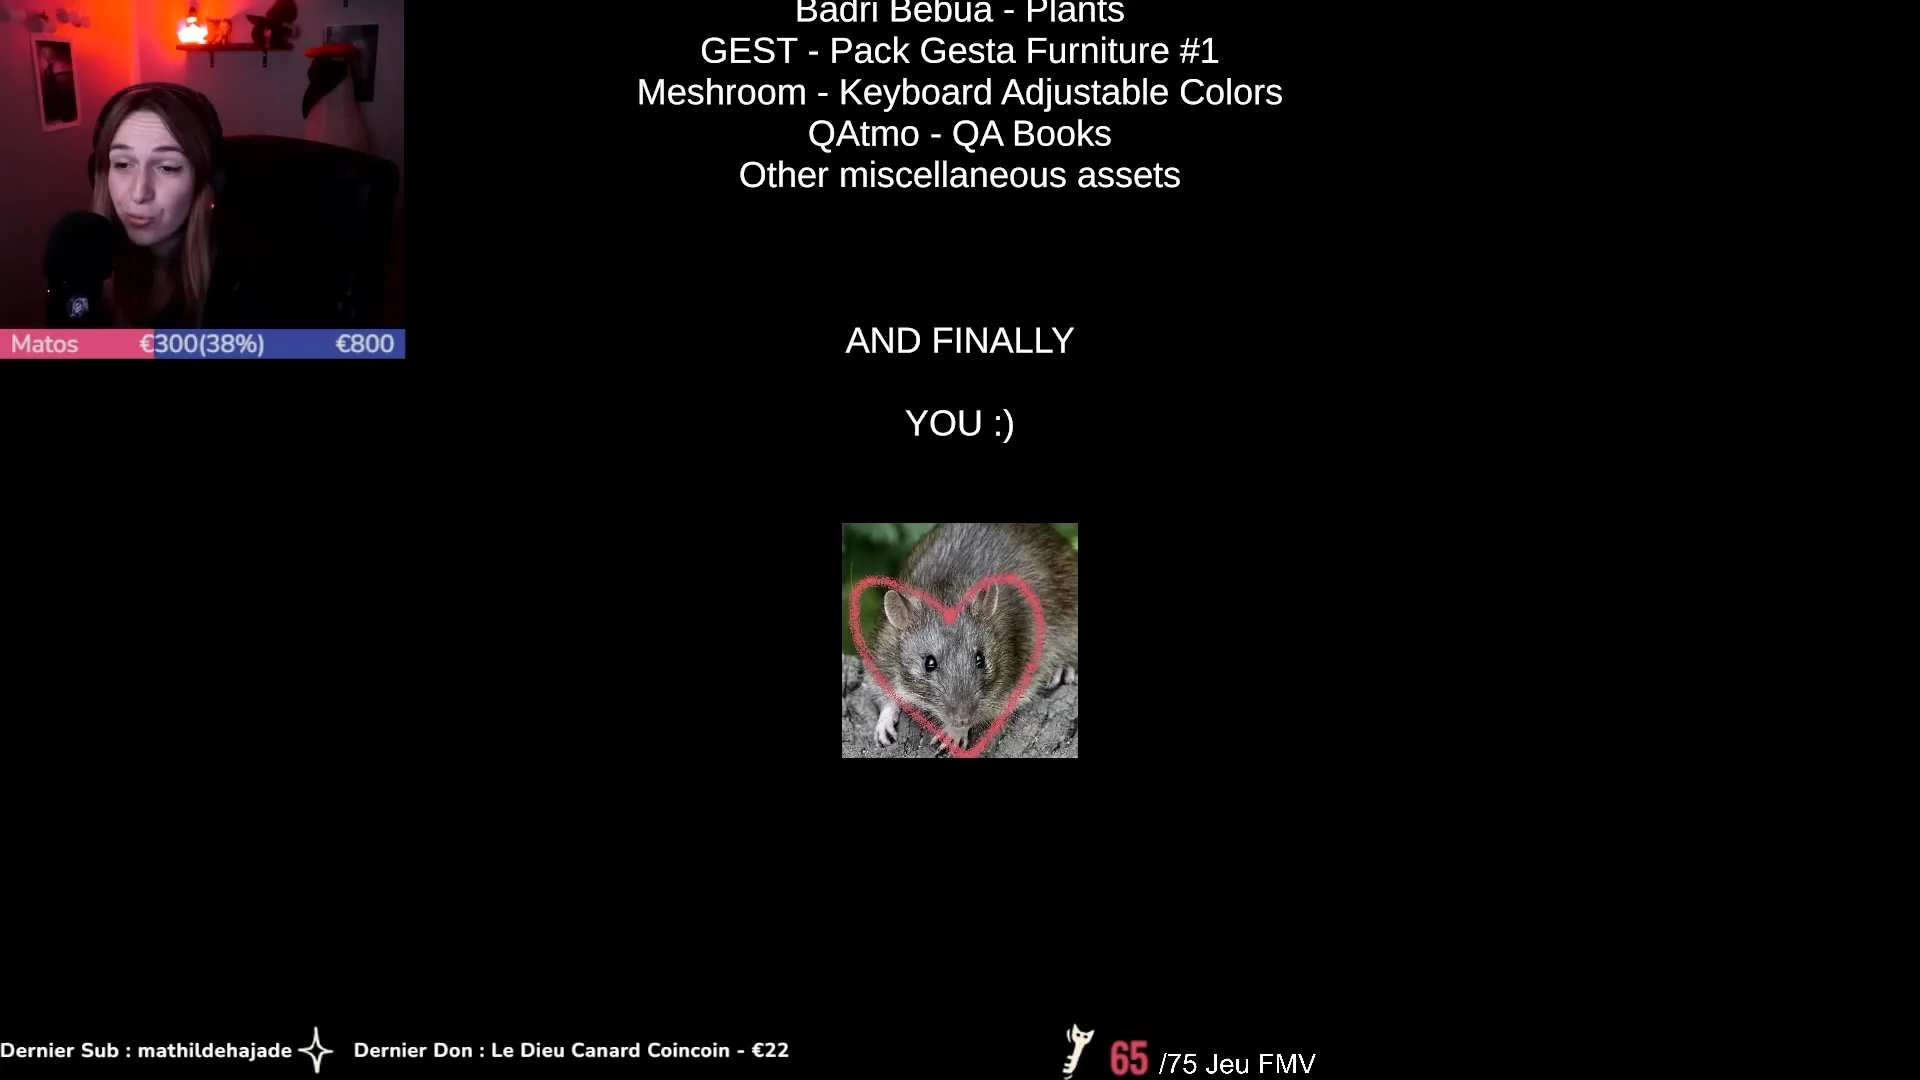 Badri Bebua - Plants
GEST - Pack Gesta Furniture #1
Meshroom - Keyboard Adjustable Colors
QAtmo - QA Books
Other miscellaneous assets
AND FINALLY
YOU :)
Matos €300(38%) €800
Dernier Sub : mathildehajade Dernier Don : Le Dieu Canard Coincoin - €22
65 /75 Jeu FMV